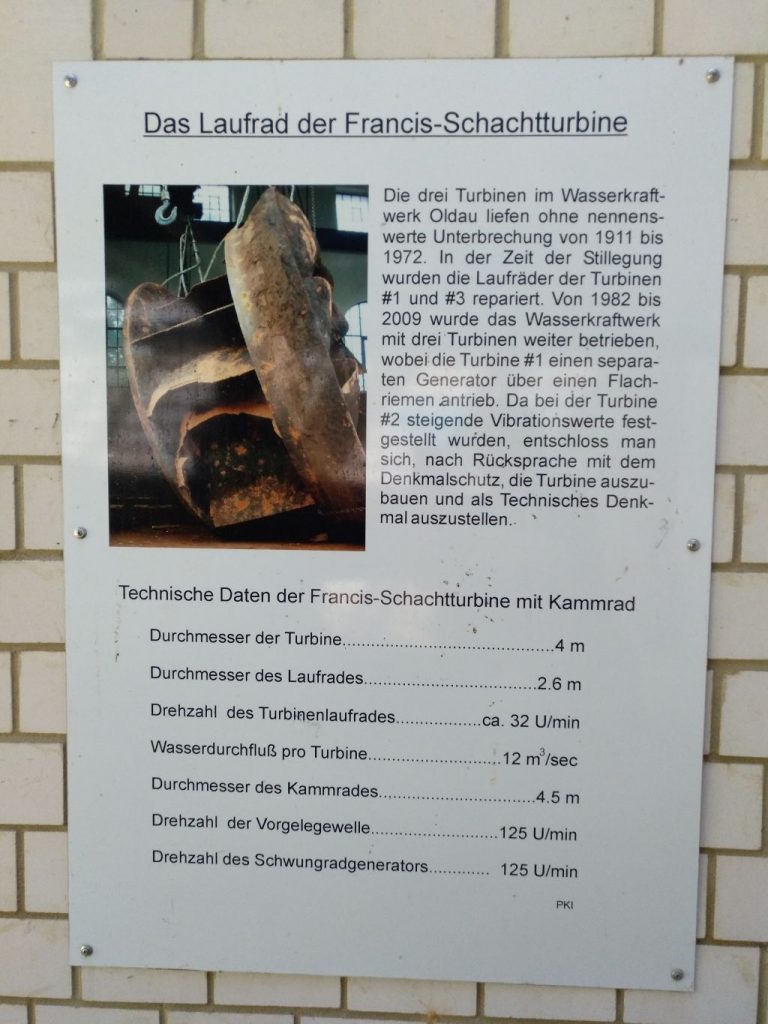 Das Laufrad der Francis-Schachtturbine
Die drei Turbinen im Wasserkraft-
werk Oldau liefen ohne nennens-
werte Unterbrechung von 1911 bis
1972. In der Zeit der Stillegung
wurden die Laufräder der Turbinen
#1 und #3 repariert. Von 1982 bis
2009 wurde das Wasserkraftwerk
mit drei Turbinen weiter betrieben,
wobei die Turbine #1 einen separa-
ten Generator über einen Flach-
riemen antrieb. Da bei der Turbine
#2 steigende Vibrationswerte fest-
gestellt wurden, entschloss man
sich, nach Rücksprache mit dem
Denkmalschutz, die Turbine auszu-
bauen und als Technisches Denk-
mal auszustellen.
Technische Daten der Francis-Schachtturbine mit Kammrad
Durchmesser der Turbine............................................4 m
Durchmesser des Laufrades....................................2.6 m
Drehzahl des Turbinenlaufrades..................ca. 32 U/min
Wasserdurchfluß pro Turbine............................12 m³/sec
Durchmesser des Kammrades.................................4.5 m
Drehzahl der Vorgelegewelle...........................125 U/min
Drehzahl des Schwungradgenerators............. 125 U/min
PKI